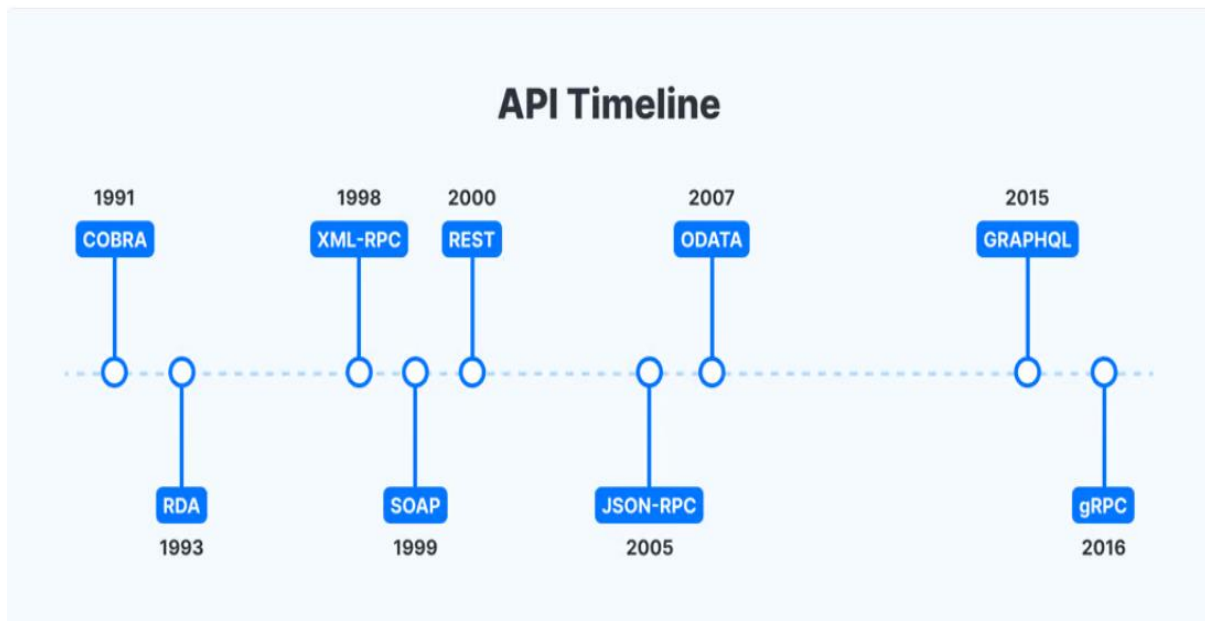 API Timeline
1991 1998 2000 2007 2015
COBRA XML-RPC REST ODATA GRAPHQL
RDA SOAP JSON-RPC gRPC
1993 1999 2005 2016